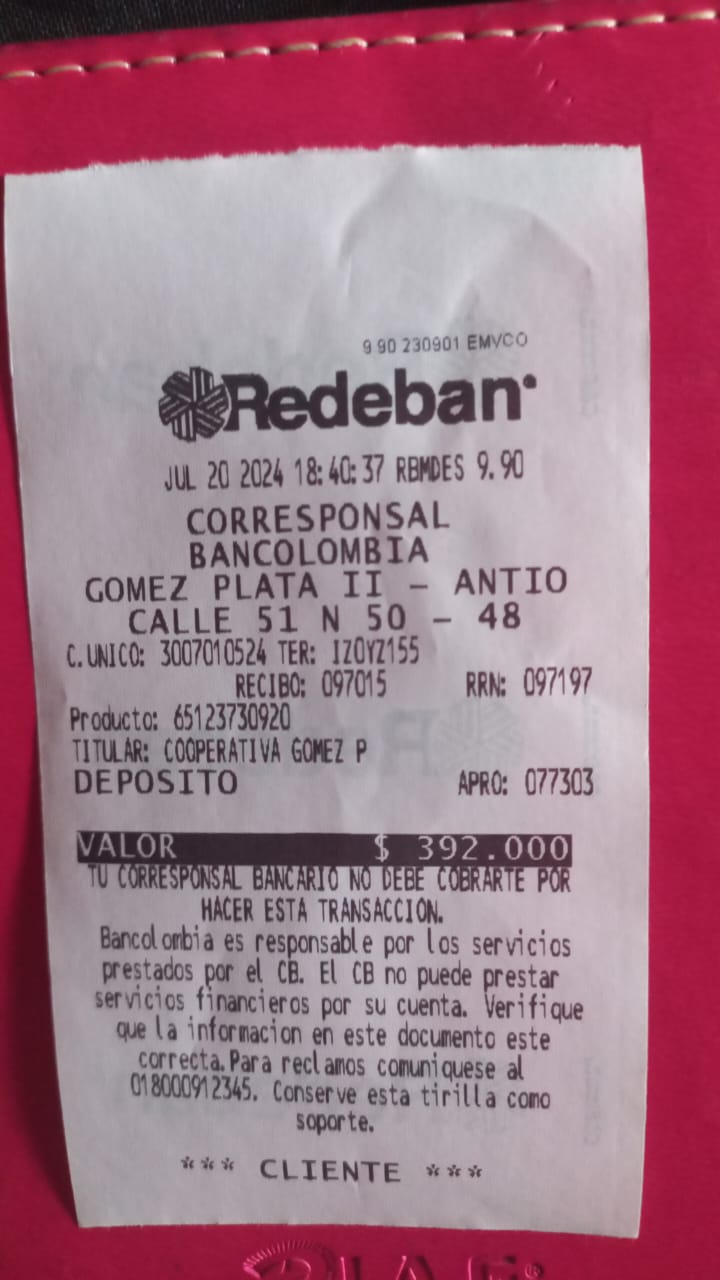 9 90 230901 EMVCO
Redeban
JUL 20 2024 18:40:37 RBMDES 9.90
CORRESPONSAL
BANCOLOMBIA
GOMEZ PLATA II - ANTIO
CALLE 51 N 50 - 48
C.UNICO: 3007010524 TER: IZOYZ155
RECIBO: 097015 RRN: 097197
Producto: 65123730920
TITULAR: COOPERATIVA GOMEZ P
DEPOSITO APRO: 077303
VALOR $ 392.000
TU CORRESPONSAL BANCARIO NO DEBE COBRARTE POR
HACER ESTA TRANSACCION.
Bancolombia es responsable por los servicios
prestados por el CB. El CB no puede prestar
servicios financieros por su cuenta. Verifique
que la informacion en este documento este
correcta.Para reclamos comuniquese al
018000912345. Conserve esta tirilla como
soporte.
*** CLIENTE ***